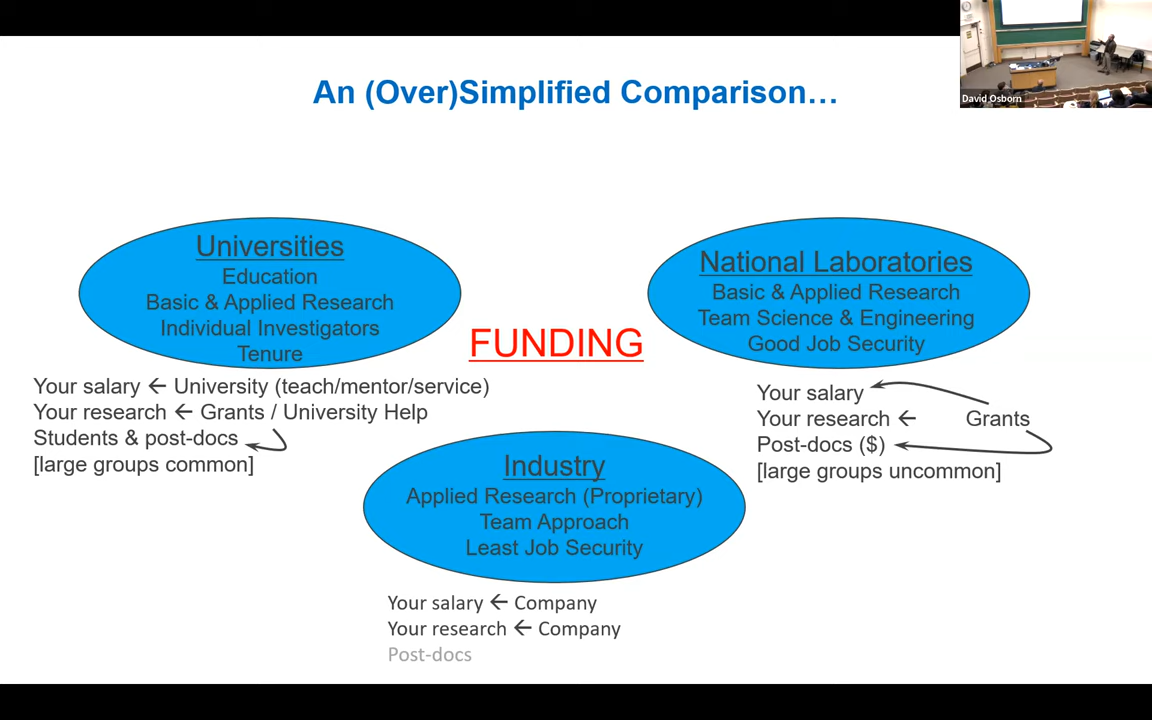 An (Over)Simplified Comparison…
David Osborn
Universities
Education
Basic & Applied Research
Individual Investigators
Tenure
Your salary ← University (teach/mentor/service)
Your research ← Grants / University Help
Students & post-docs
[large groups common]
FUNDING
National Laboratories
Basic & Applied Research
Team Science & Engineering
Good Job Security
Your salary
Your research ← Grants
Post-docs ($)
[large groups uncommon]
Industry
Applied Research (Proprietary)
Team Approach
Least Job Security
Your salary ← Company
Your research ← Company
Post-docs